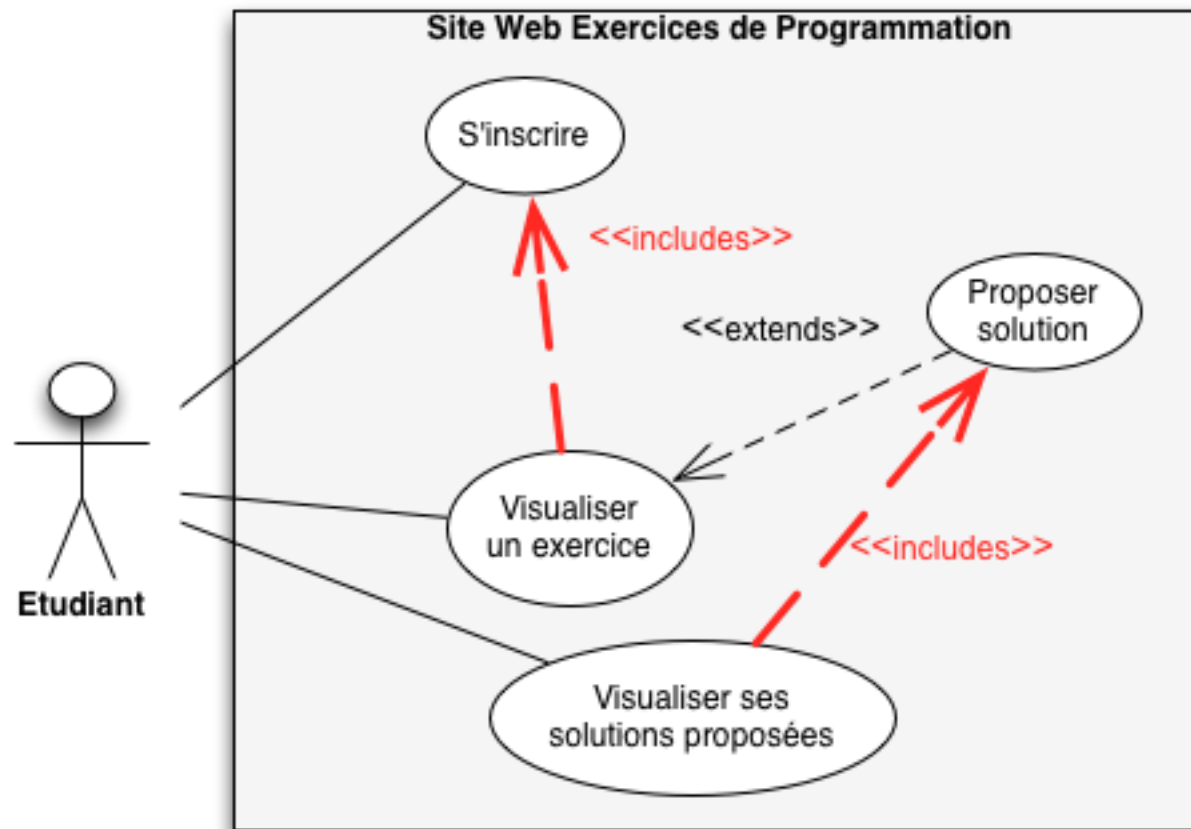 Site Web Exercices de Programmation
S'inscrire
<<includes>>
Proposer
solution
<<extends>>
Visualiser
un exercice
<<includes>>
Etudiant
Visualiser ses
solutions proposées